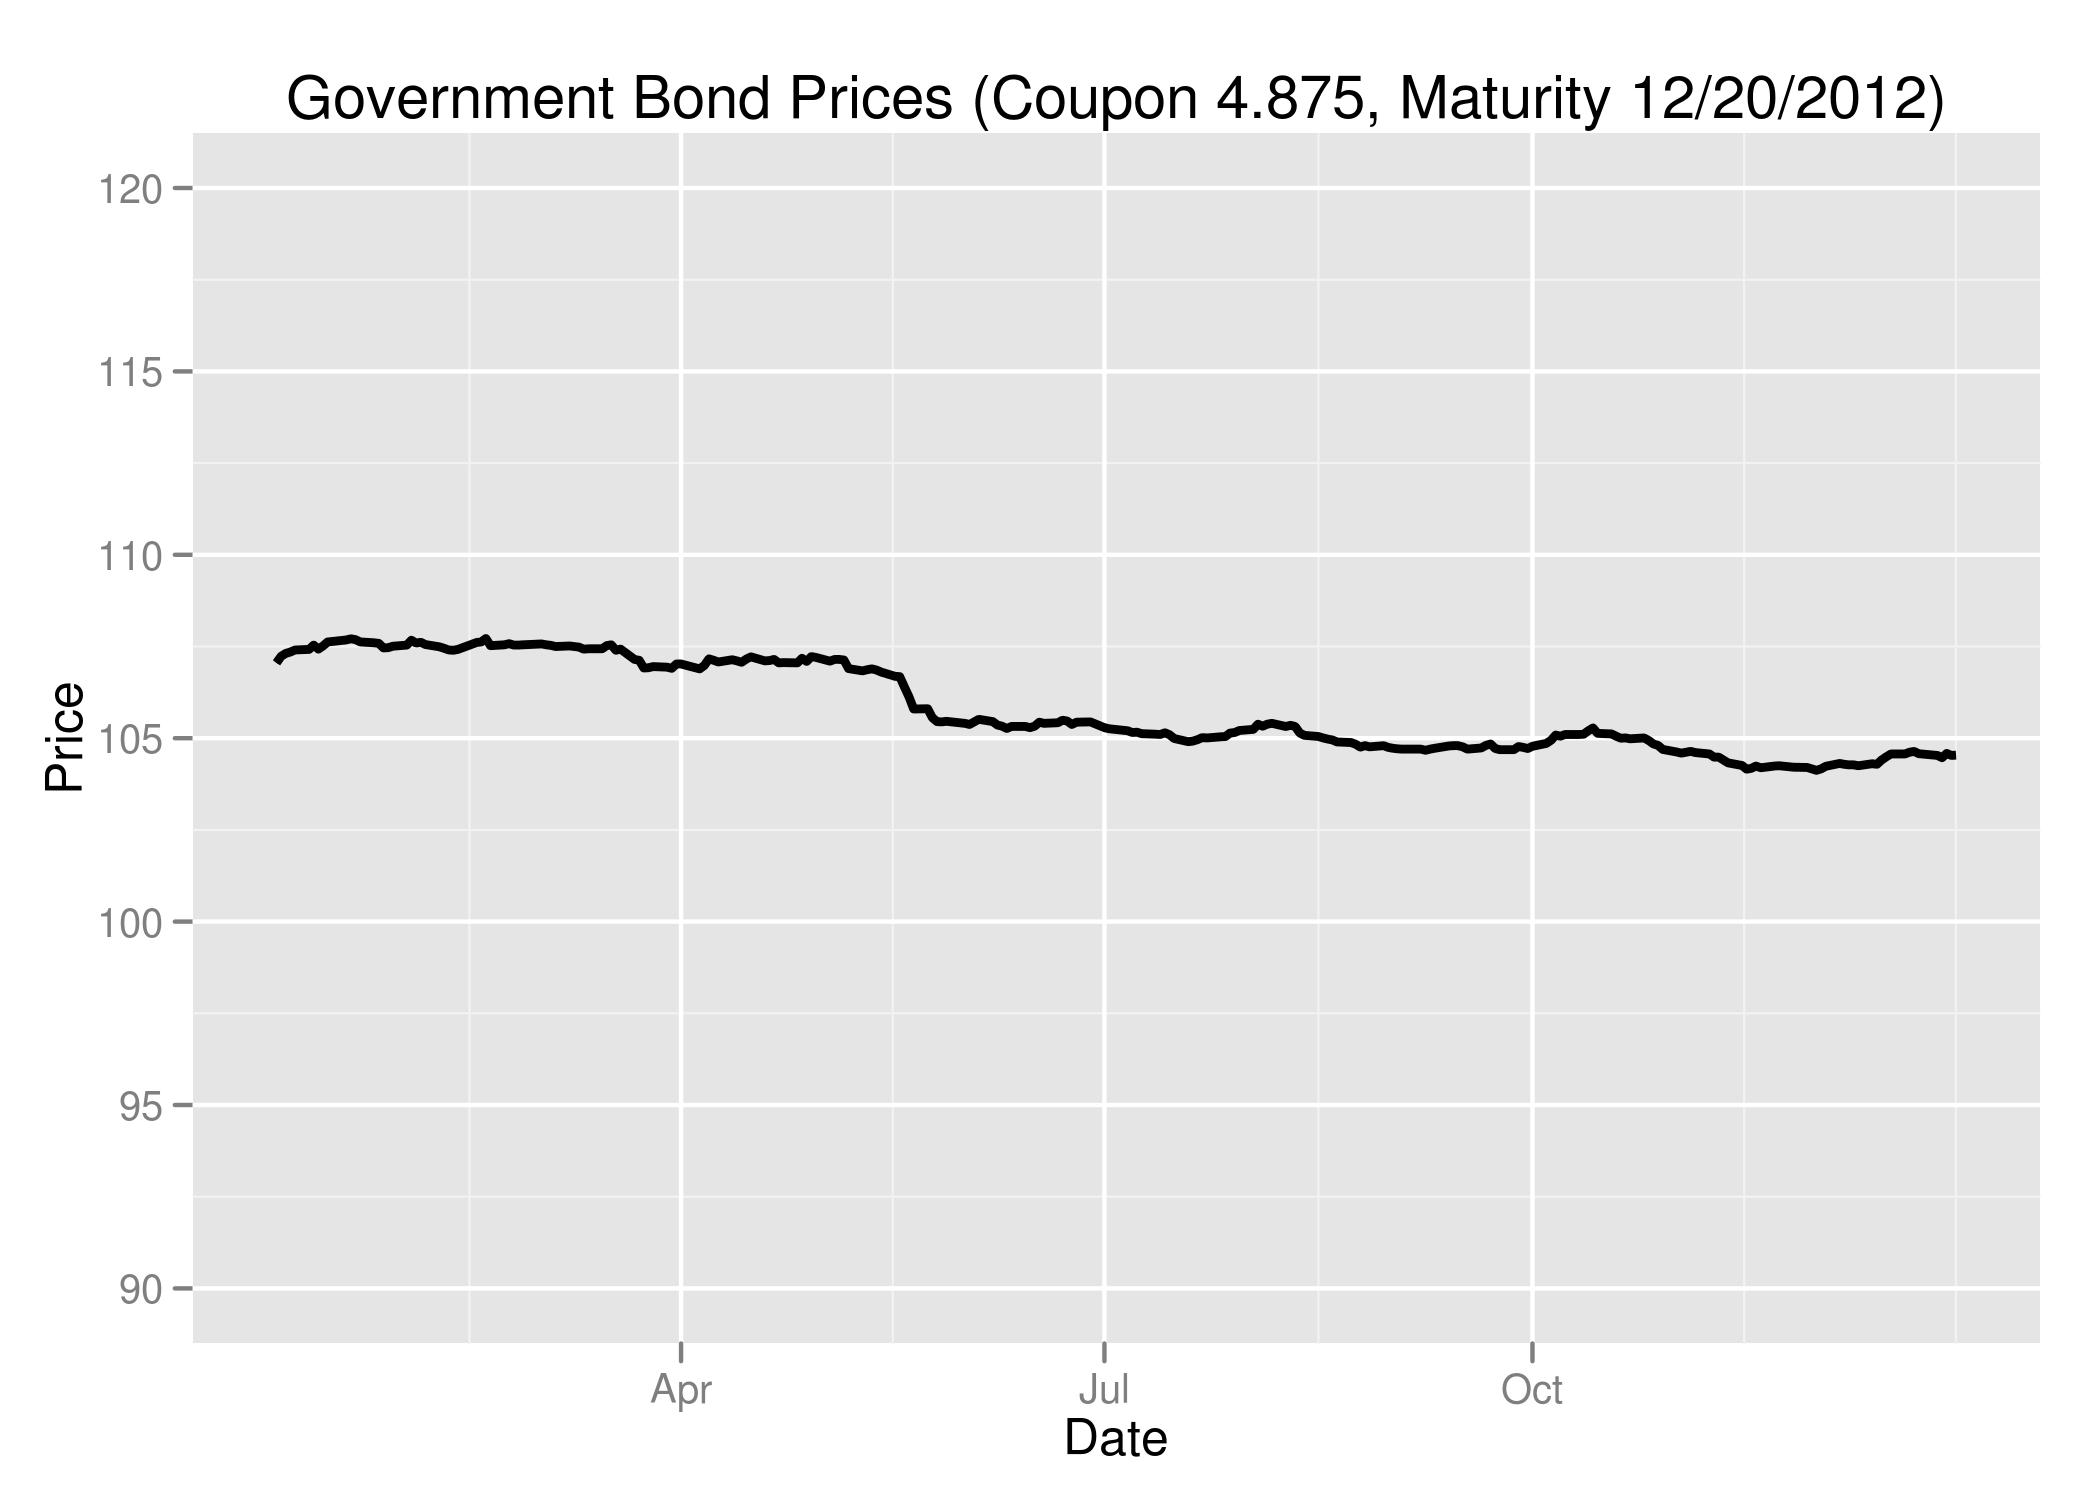 Government Bond Prices (Coupon 4.875, Maturity 12/20/2012)
120
115
110
105
100
95
90
Price
Apr Jul Oct
Date